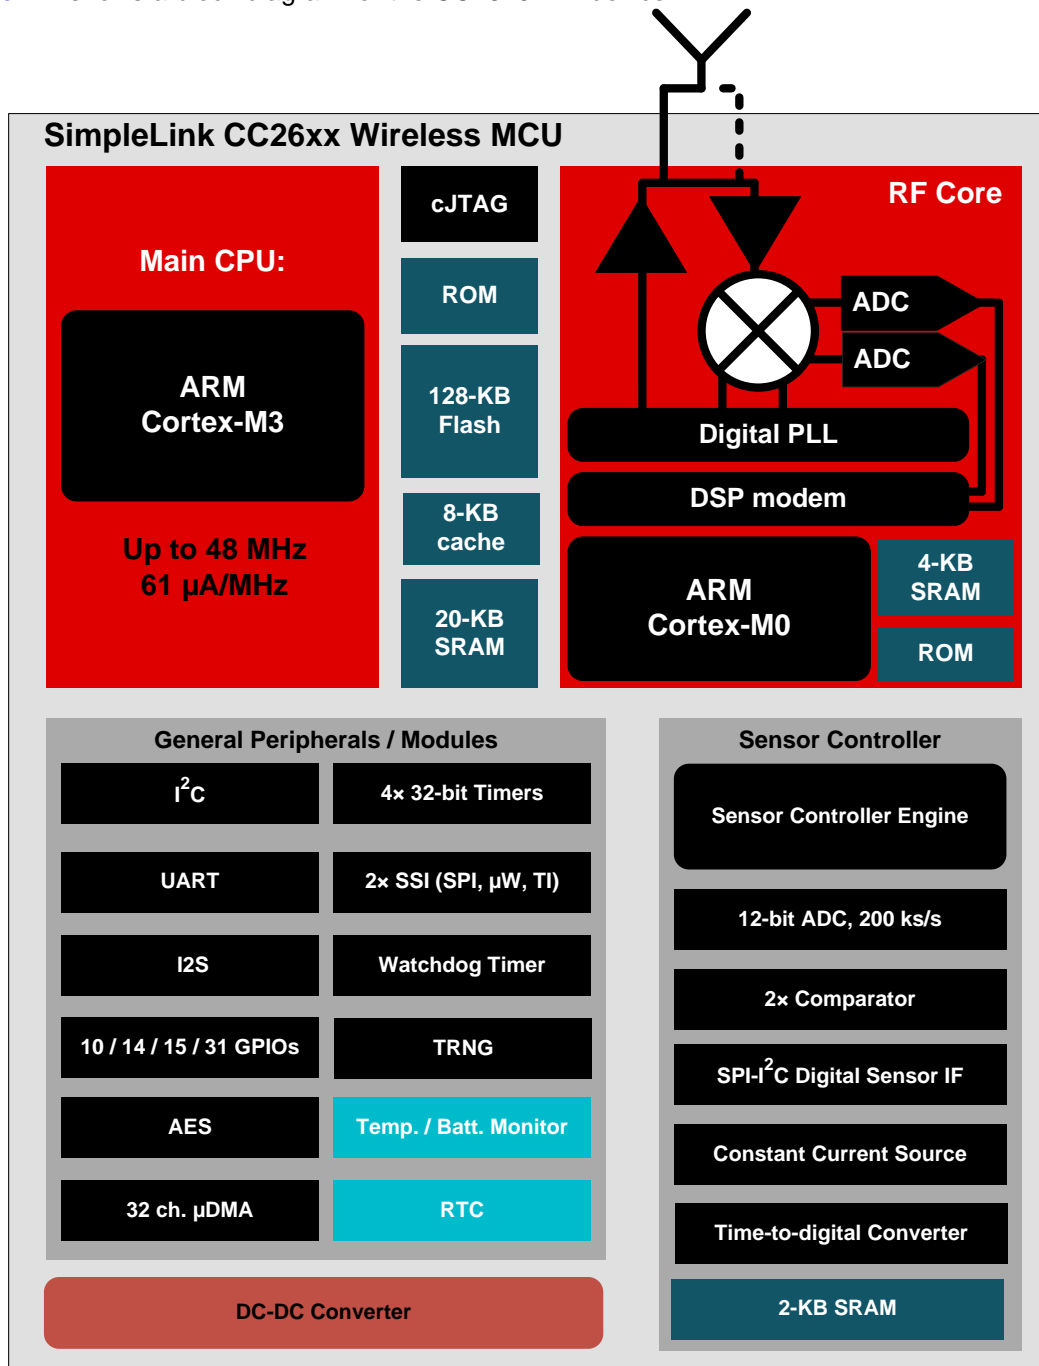 SimpleLink CC26xx Wireless MCU
Main CPU:
ARM
Cortex-M3
Up to 48 MHz
61 µA/MHz
cJTAG
ROM
128-KB
Flash
8-KB
cache
20-KB
SRAM
RF Core
ADC
ADC
Digital PLL
DSP modem
ARM
Cortex-M0
4-KB
SRAM
ROM
General Peripherals / Modules
I²C
4× 32-bit Timers
UART
2× SSI (SPI, µW, TI)
I2S
Watchdog Timer
10 / 14 / 15 / 31 GPIOs
TRNG
AES
Temp. / Batt. Monitor
32 ch. µDMA
RTC
Sensor Controller
Sensor Controller Engine
12-bit ADC, 200 ks/s
2× Comparator
SPI-I²C Digital Sensor IF
Constant Current Source
Time-to-digital Converter
2-KB SRAM
DC-DC Converter